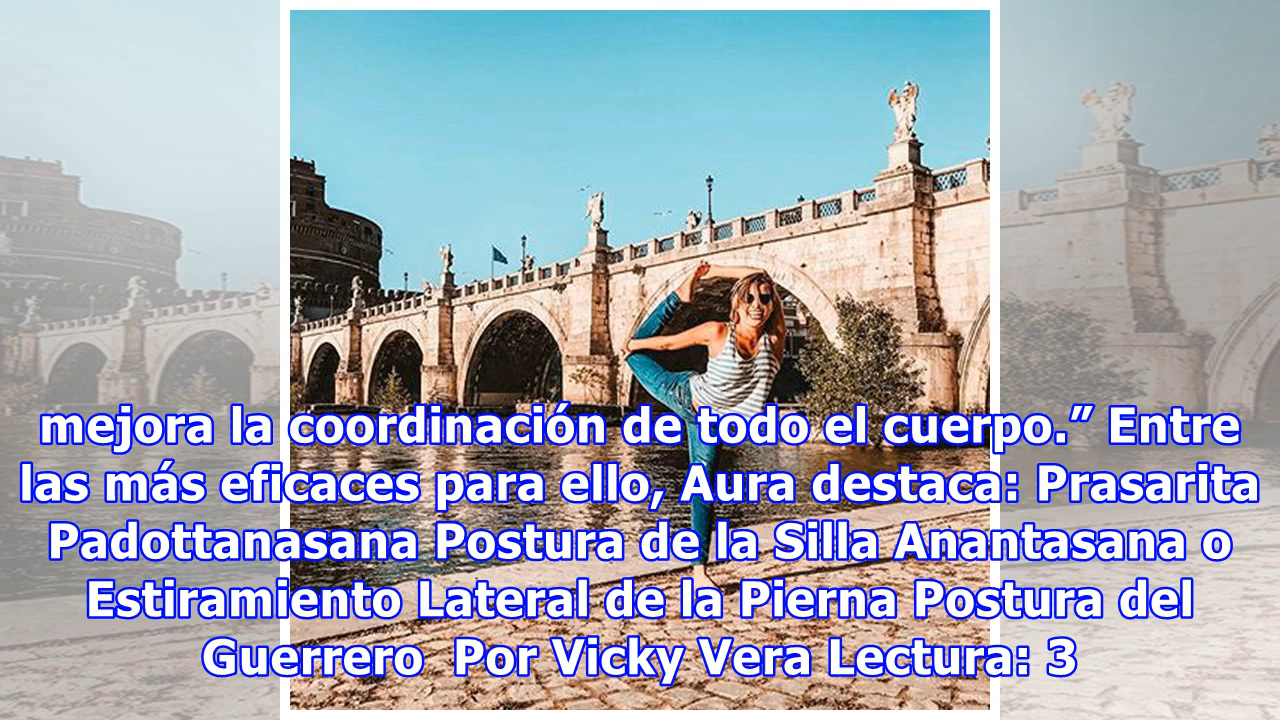 mejora la coordinación de todo el cuerpo.” Entre
las más eficaces para ello, Aura destaca: Prasarita
Padottanasana Postura de la Silla Anantasana o
Estiramiento Lateral de la Pierna Postura del
Guerrero  Por Vicky Vera Lectura: 3